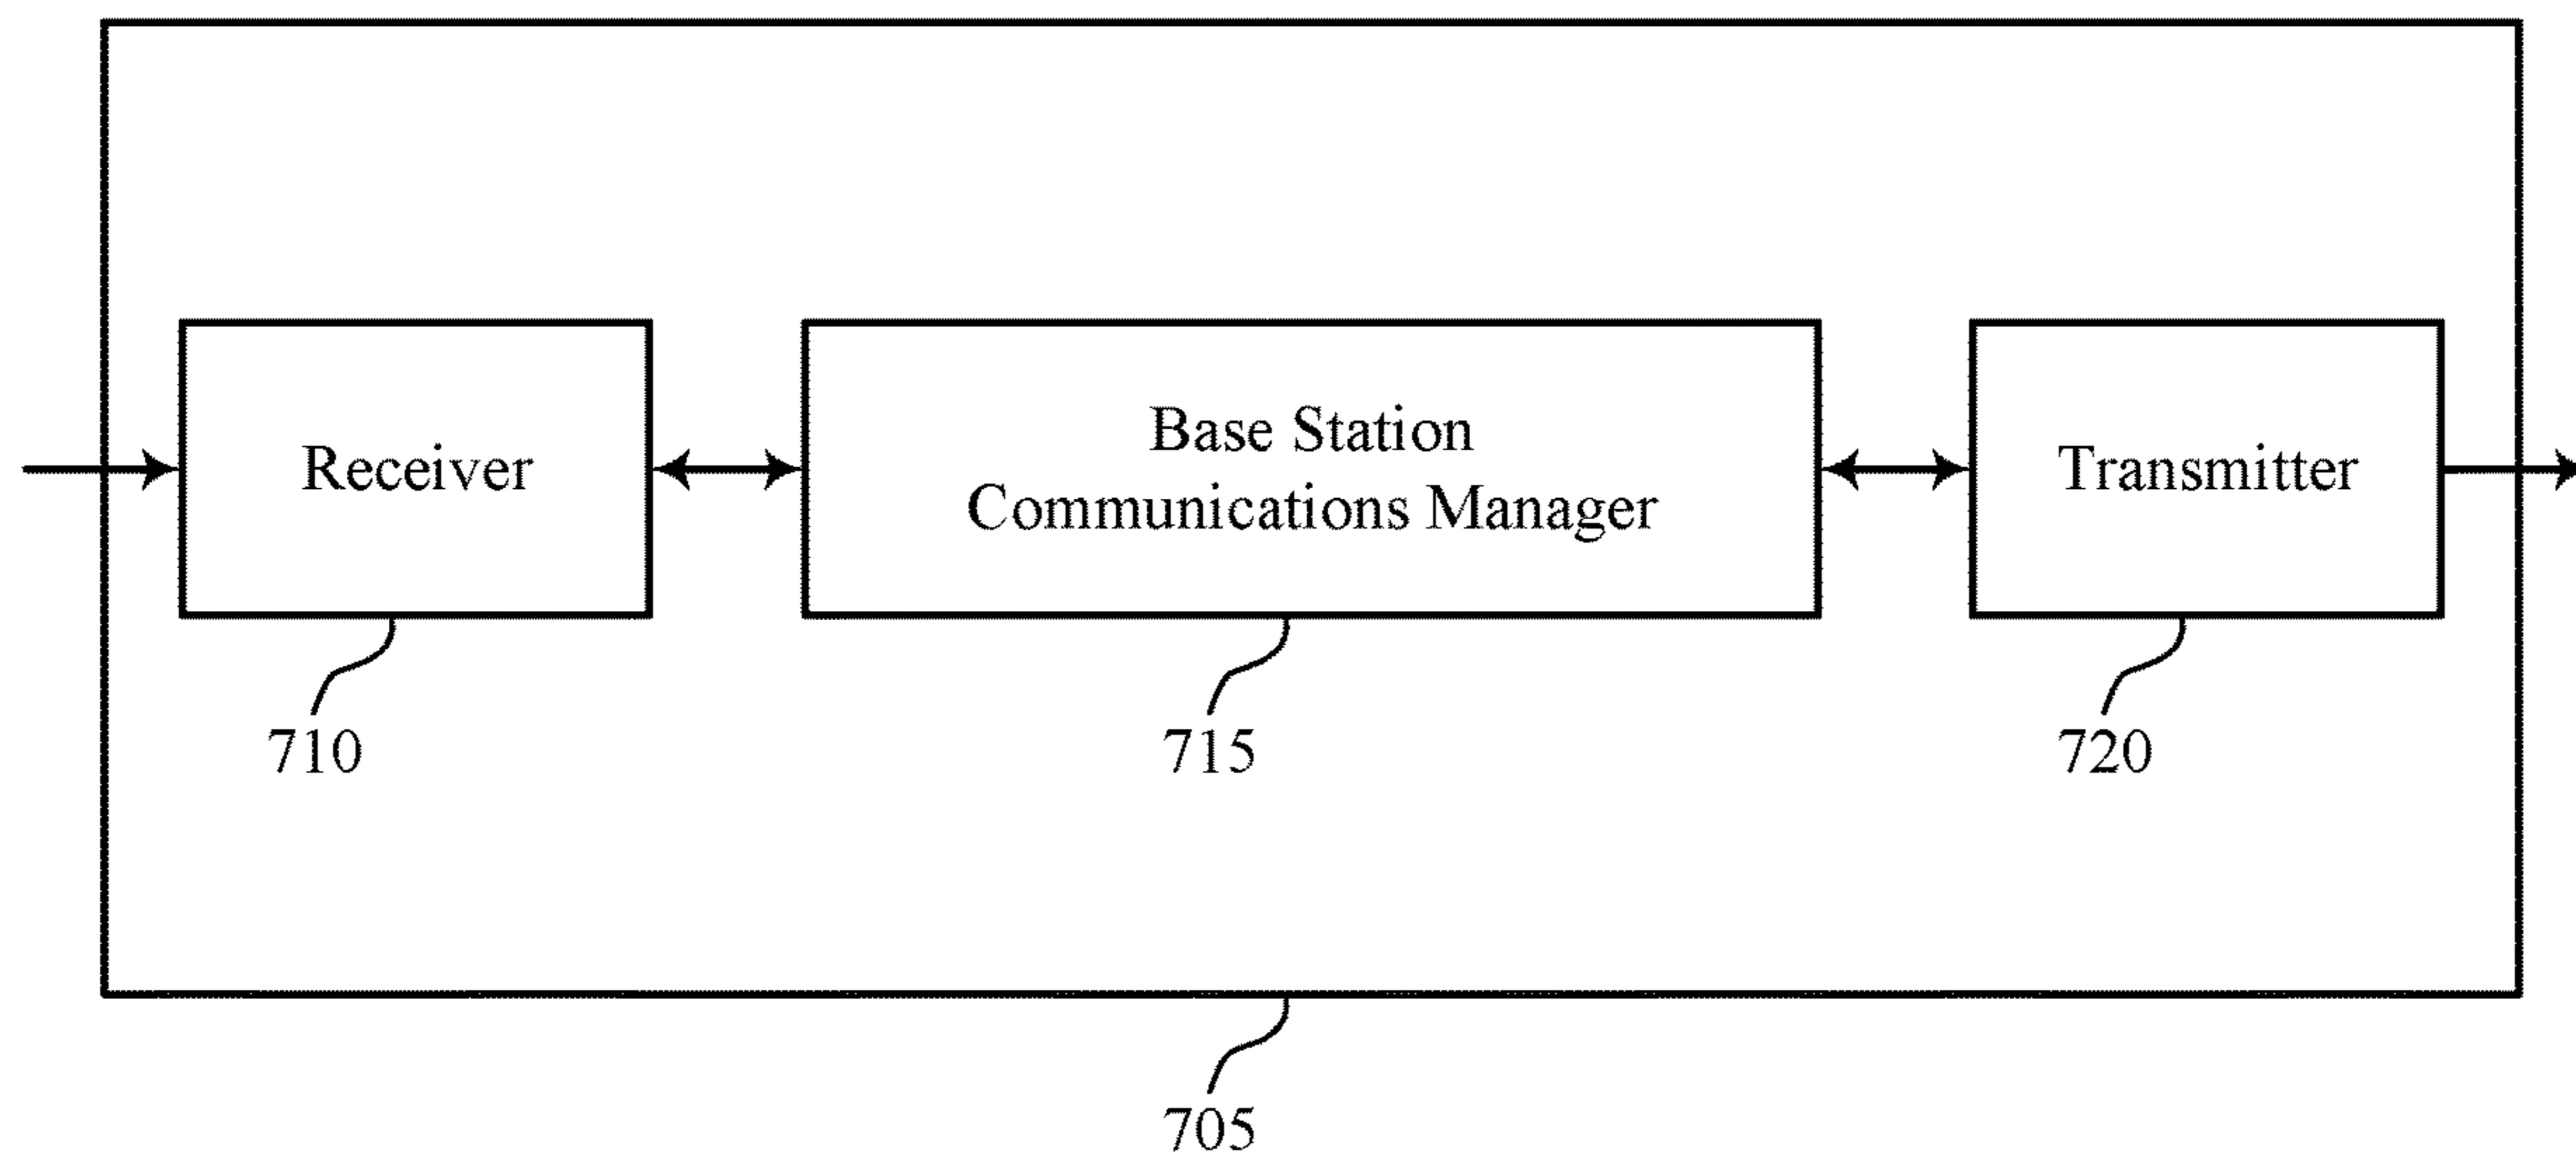 Receiver
Base Station
Communications Manager
Transmitter
710
715
720
705